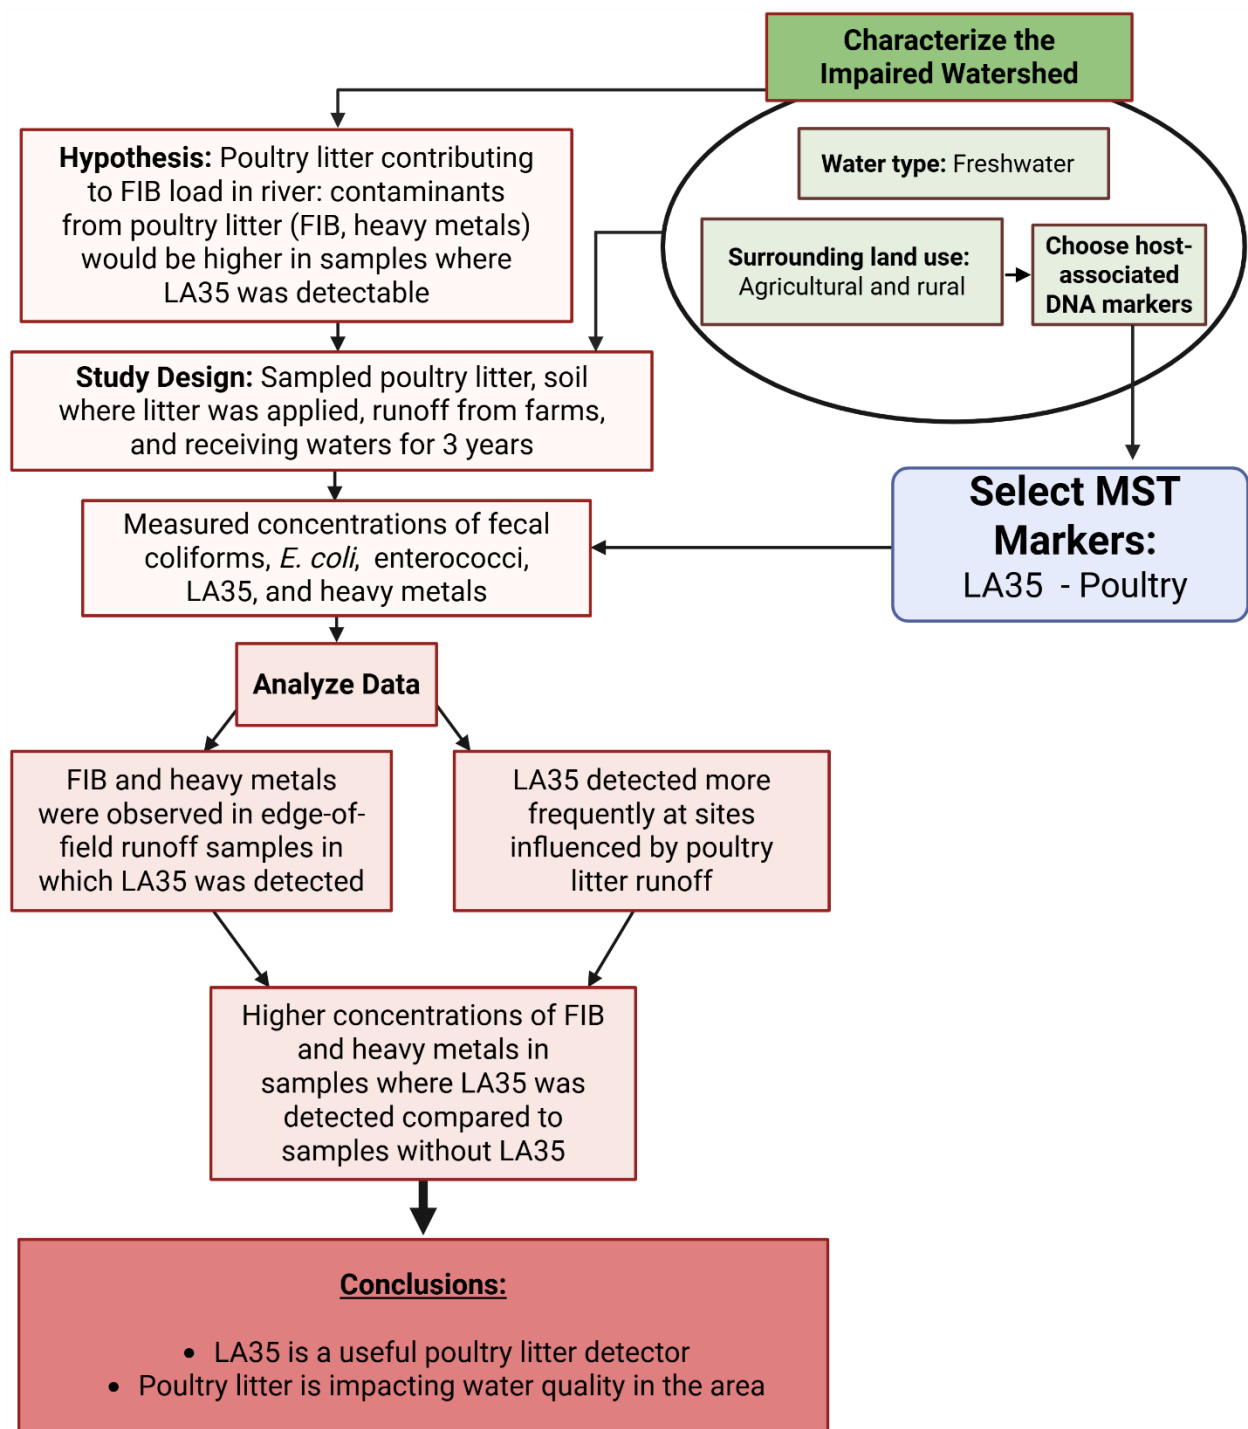 Characterize the
Impaired Watershed
Water type: Freshwater
Surrounding land use:
Agricultural and rural
Choose host-
associated
DNA markers
Hypothesis: Poultry litter contributing
to FIB load in river: contaminants
from poultry litter (FIB, heavy metals)
would be higher in samples where
LA35 was detectable
Study Design: Sampled poultry litter, soil
where litter was applied, runoff from farms,
and receiving waters for 3 years
Select MST
Markers:
LA35 - Poultry
Measured concentrations of fecal
coliforms, E. coli, enterococci,
LA35, and heavy metals
Analyze Data
FIB and heavy metals
were observed in edge-of-
field runoff samples in
which LA35 was detected
LA35 detected more
frequently at sites
influenced by poultry
litter runoff
Higher concentrations of FIB
and heavy metals in
samples where LA35 was
detected compared to
samples without LA35
Conclusions:
• LA35 is a useful poultry litter detector
• Poultry litter is impacting water quality in the area